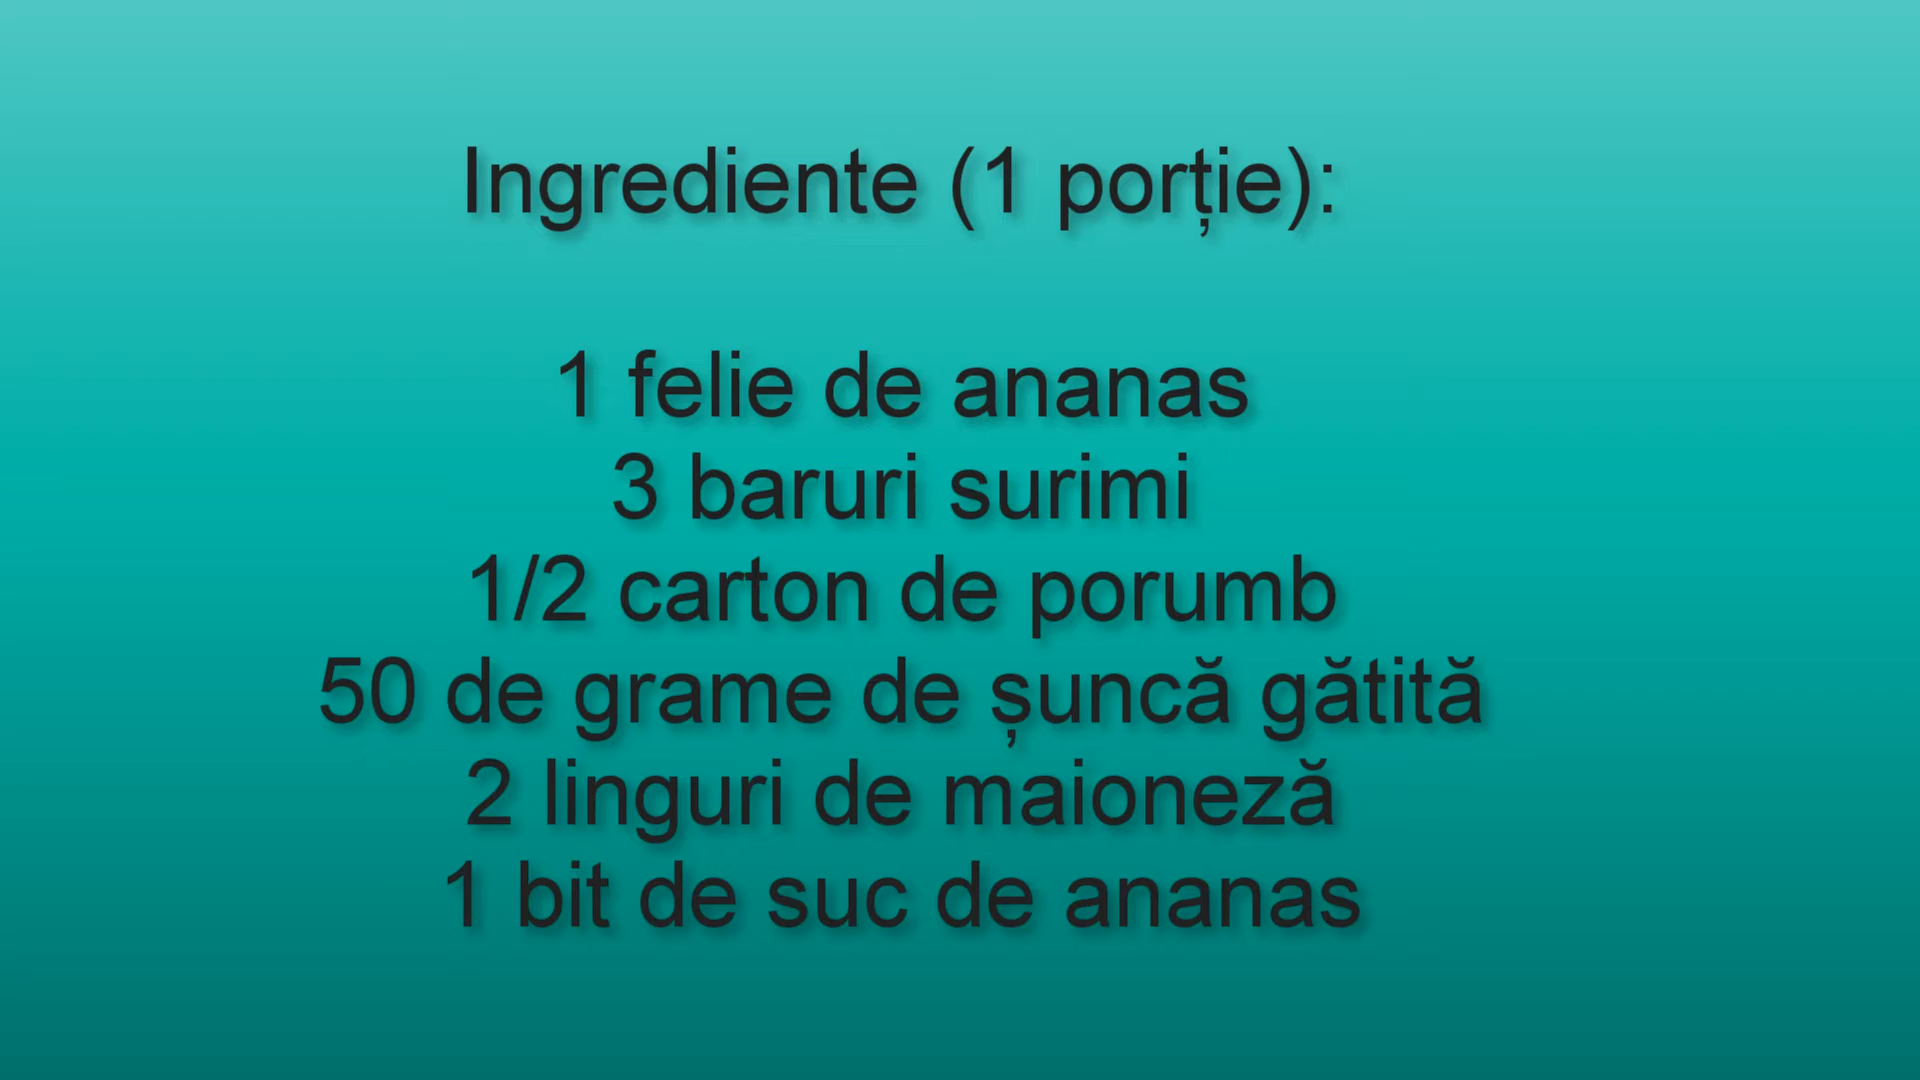 Ingrediente (1 porție):
1 felie de ananas
3 baruri surimi
1/2 carton de porumb
50 de grame de șuncă gătită
2 linguri de maioneză
1 bit de suc de ananas